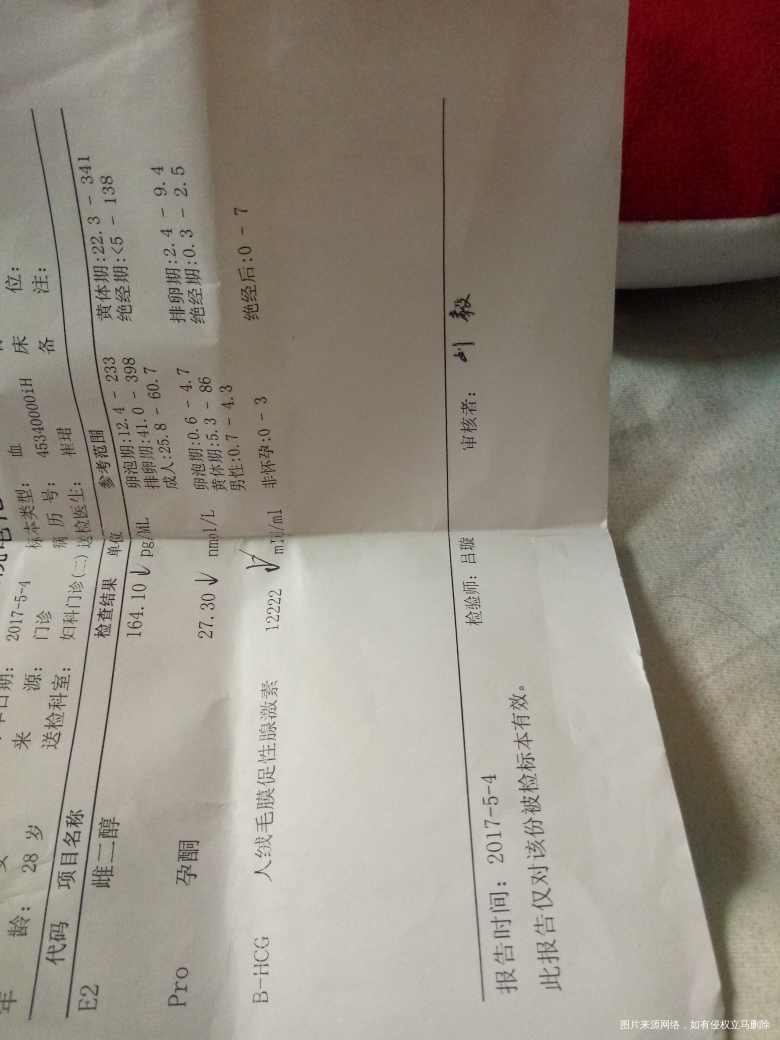 2017-5-4 标本类型: 血 床 位:
龄: 28 岁 来 源: 门诊 病 历 号: 45340000iH 备 注:
送检科室: 妇科门诊(二) 送检医生: 崔珺
代码 项目名称 检查结果 单位 参考范围
E2 雌二醇 164.10 pg/ML 卵泡期:12.4 - 233 黄体期:22.3 - 341
排卵期:41.0 - 398 绝经期:<5 - 138
成人:25.8 - 60.7
Pro 孕酮 27.30 nmol/L 卵泡期:0.6 - 4.7 排卵期:2.4 - 9.4
黄体期:5.3 - 86 绝经期:0.3 - 2.5
男性:0.7 - 4.3
B-HCG 人绒毛膜促性腺激素 12222 miu/ml 非怀孕:0 - 3 绝经后:0 - 7
报告时间: 2017-5-4 检验师: 吕璇 审核者:
此报告仅对该份被检标本有效。
图片来源网络，如有侵权立马删除